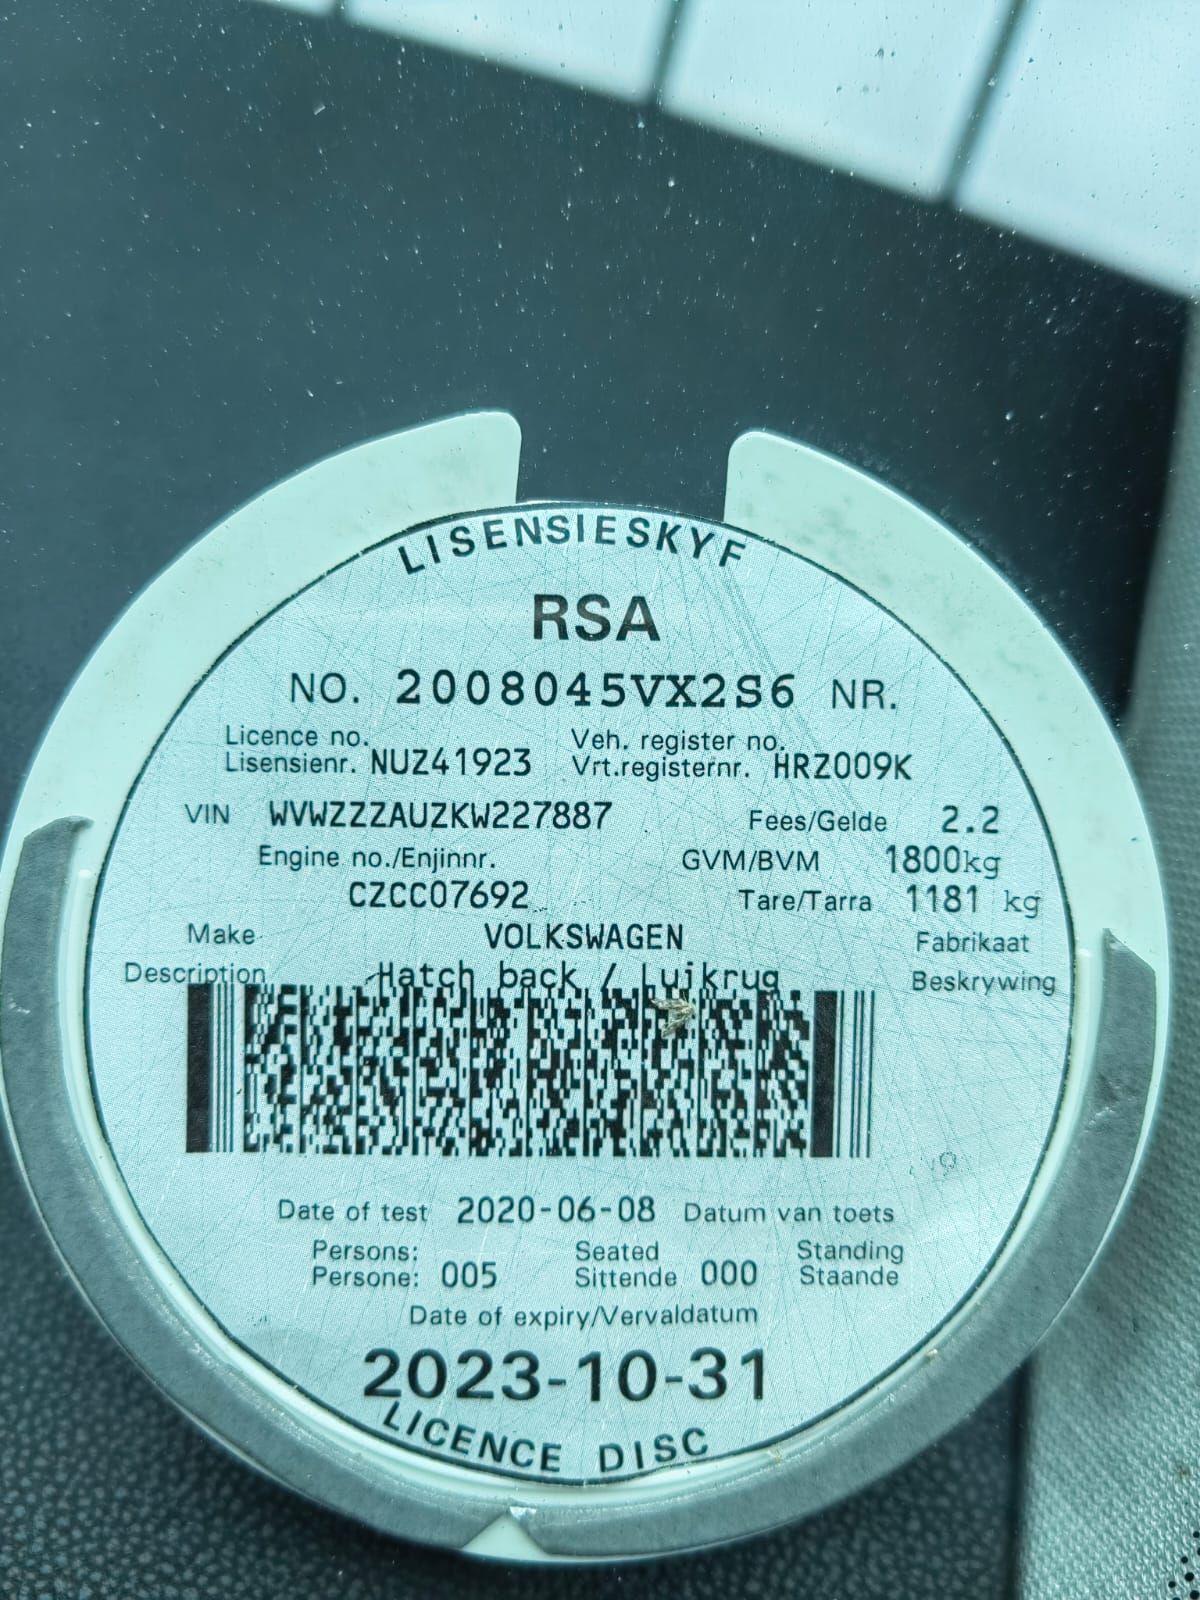 LISENSIESKYF
RSA
NO. 2008045VX2S6 NR.
Licence no. Veh. register no.
Lisensienr. NUZ41923 Vrt.registernr. HRZ009K
VIN WVWZZZAUZKW227887 Fees/Gelde 2.2
Engine no./Enjinnr. GVM/BVM 1800kg
CZCC07692 Tare/Tarra 1181 kg
Make VOLKSWAGEN Fabrikaat
Description Hatch back / Luikrug Beskrywing
Date of test 2020-06-08 Datum van toets
Persons: Seated Standing
Persone: 005 Sittende 000 Staande
Date of expiry/Vervaldatum
2023-10-31
LICENCE DISC